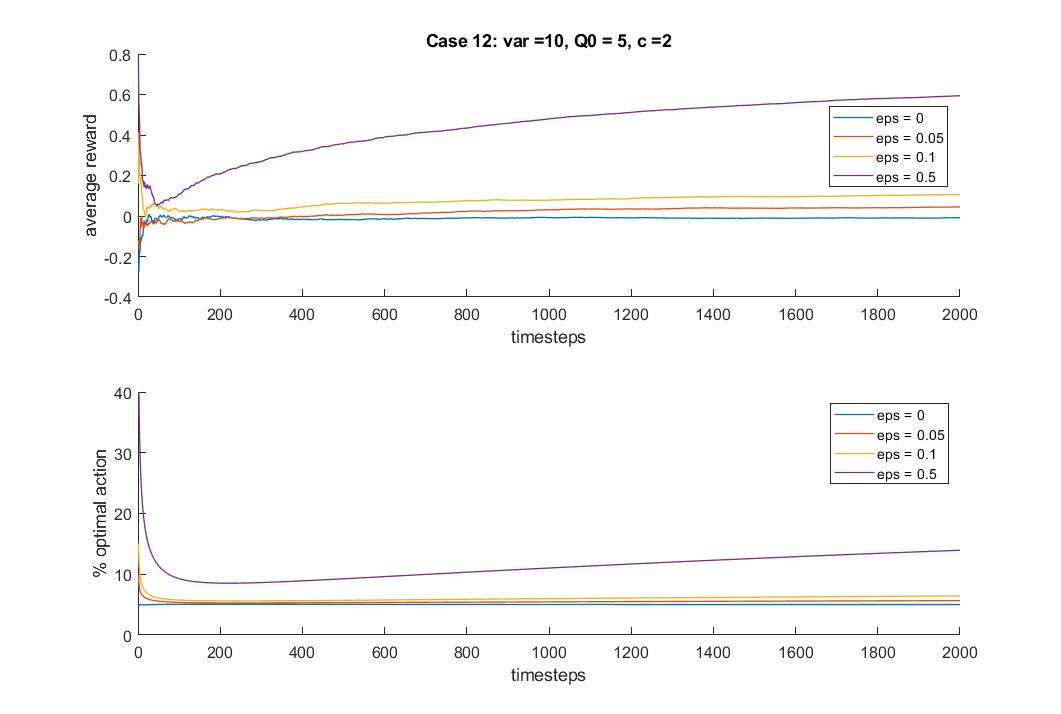 Case 12: var =10, Q0 = 5, c =2
average reward
0.8
0.6
0.4
0.2
0
-0.2
-0.4
eps = 0
eps = 0.05
eps = 0.1
eps = 0.5
0 200 400 600 800 1000 1200 1400 1600 1800 2000
timesteps
% optimal action
40
30
20
10
0
eps = 0
eps = 0.05
eps = 0.1
eps = 0.5
0 200 400 600 800 1000 1200 1400 1600 1800 2000
timesteps